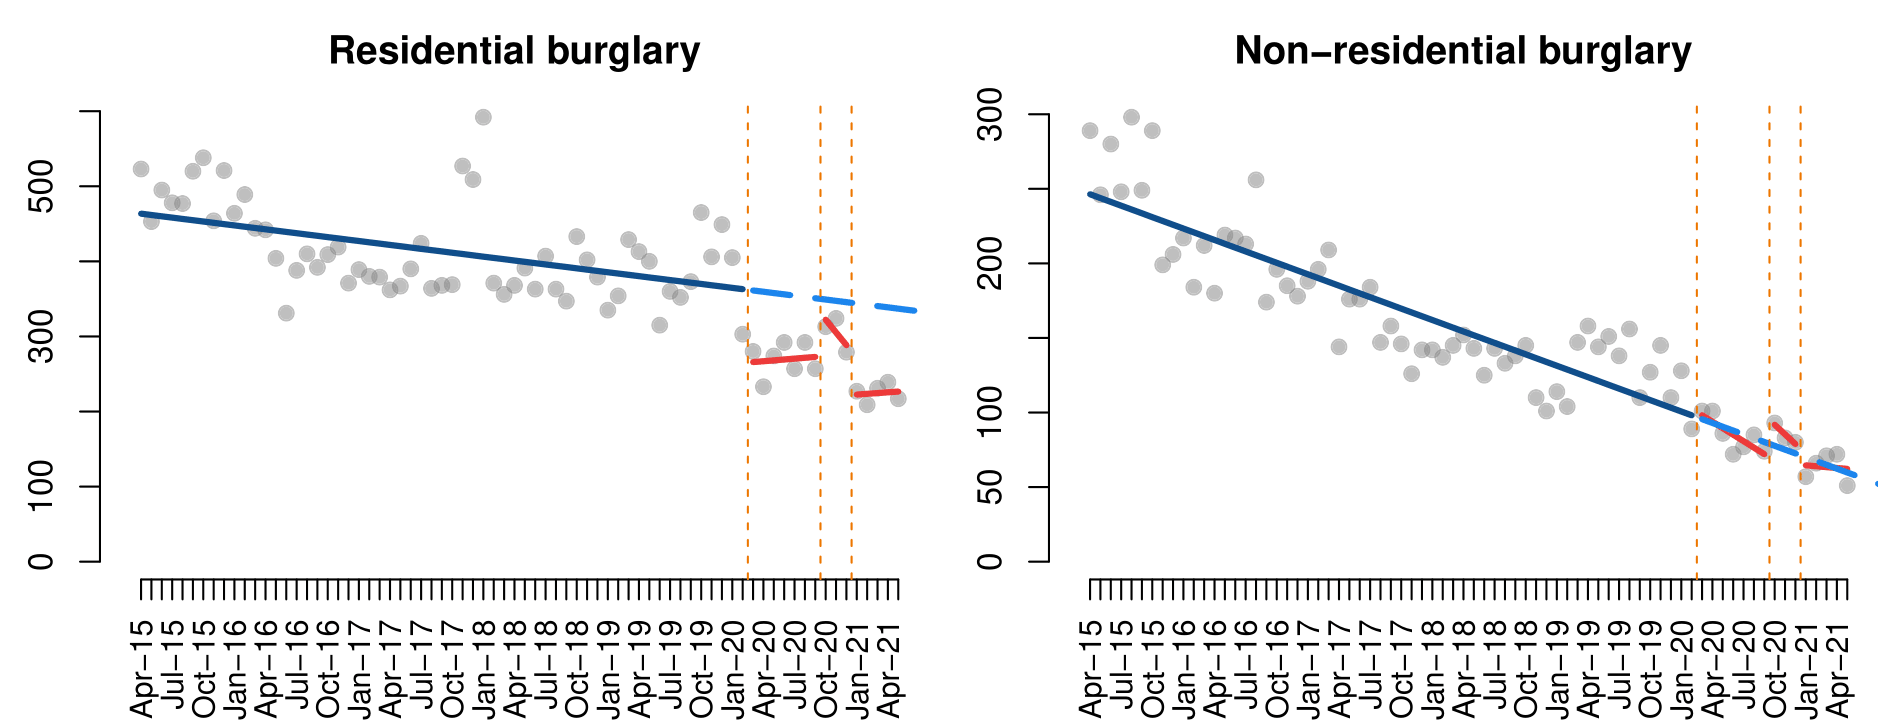 Residential burglary
0
100
300
500
Apr−15
Jul−15
Oct−15
Jan−16
Apr−16
Jul−16
Oct−16
Jan−17
Apr−17
Jul−17
Oct−17
Jan−18
Apr−18
Jul−18
Oct−18
Jan−19
Apr−19
Jul−19
Oct−19
Jan−20
Apr−20
Jul−20
Oct−20
Jan−21
Apr−21
Non−residential burglary
0
50
100
200
300
Apr−15
Jul−15
Oct−15
Jan−16
Apr−16
Jul−16
Oct−16
Jan−17
Apr−17
Jul−17
Oct−17
Jan−18
Apr−18
Jul−18
Oct−18
Jan−19
Apr−19
Jul−19
Oct−19
Jan−20
Apr−20
Jul−20
Oct−20
Jan−21
Apr−21